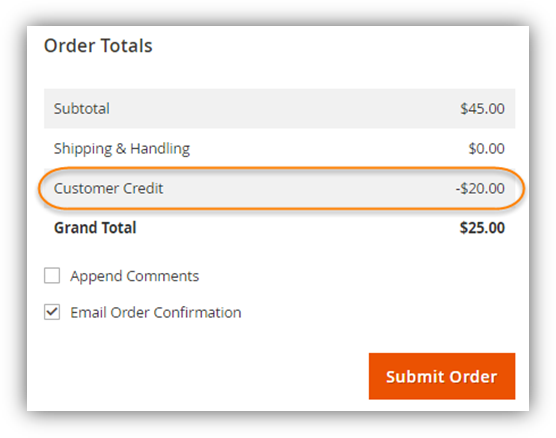 Order Totals
Subtotal $45.00
Shipping & Handling $0.00
Customer Credit -$20.00
Grand Total $25.00
Append Comments
Email Order Confirmation
Submit Order